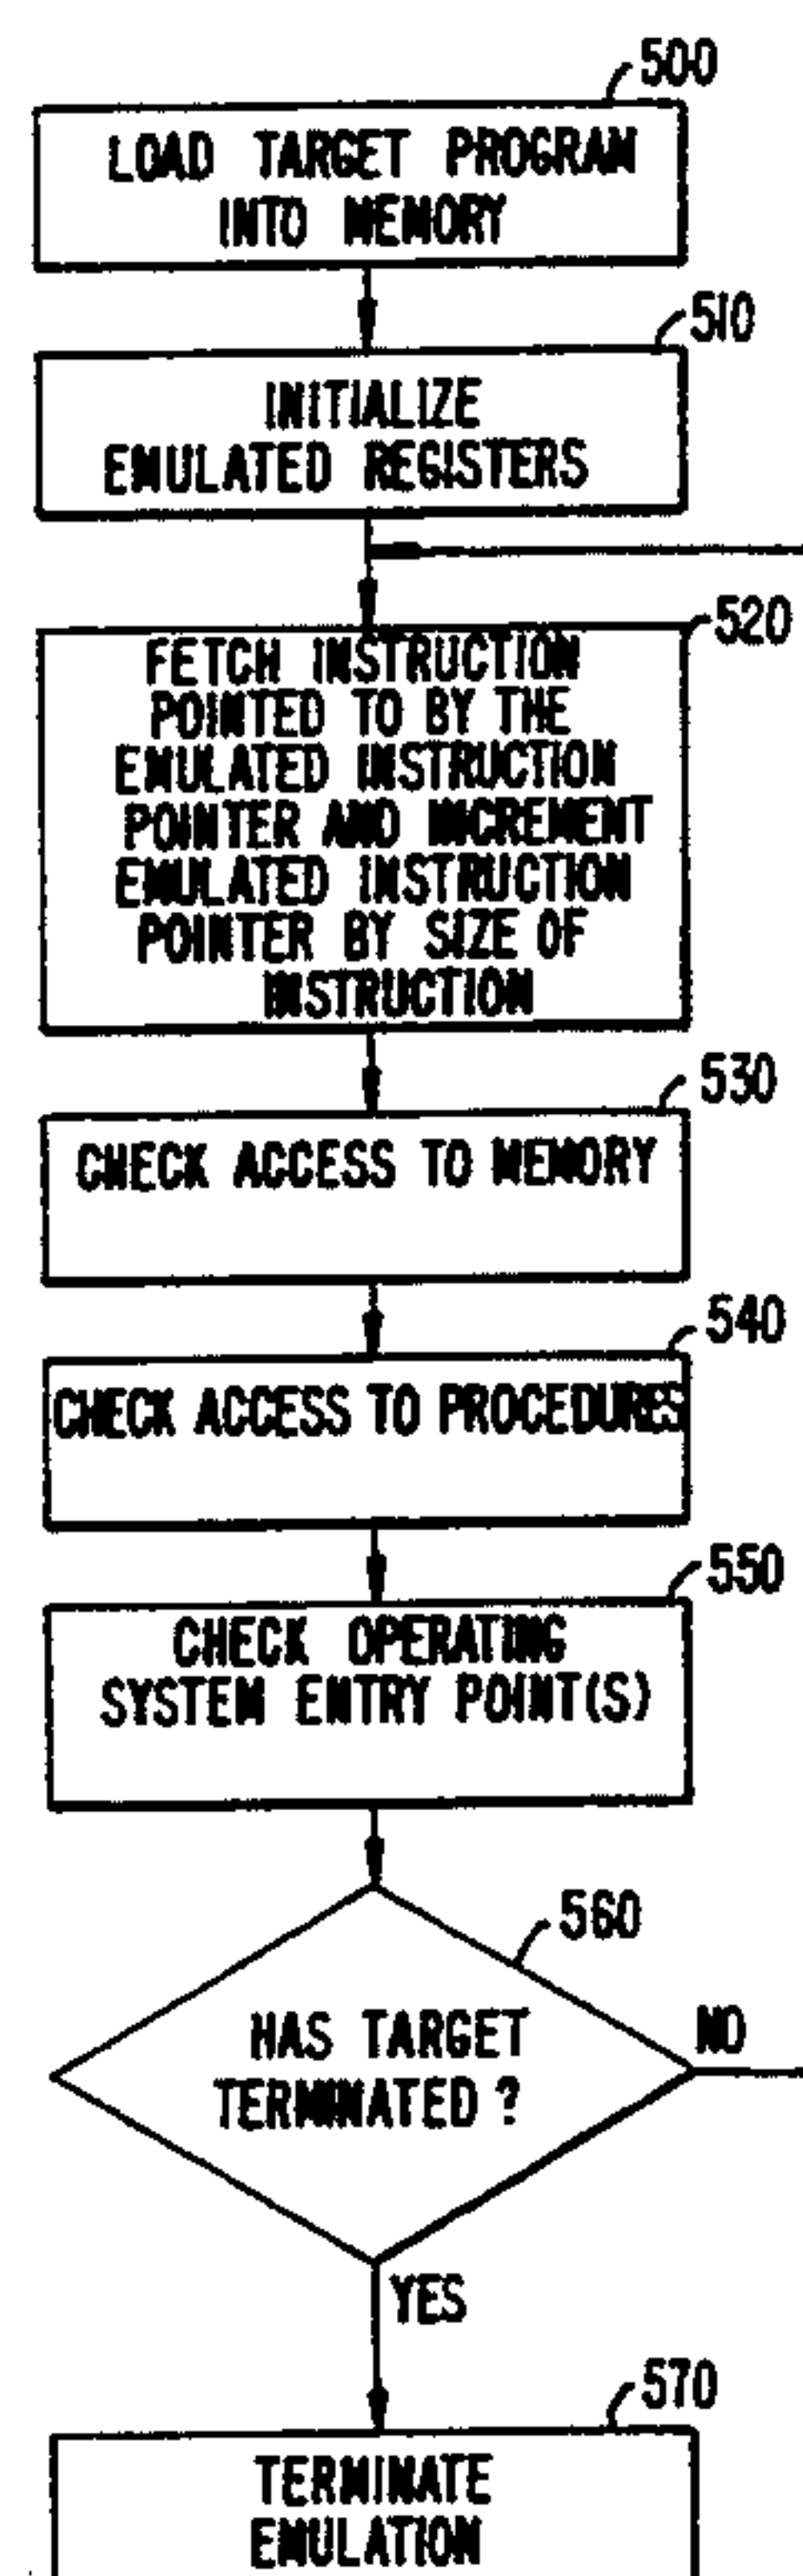 500
LOAD TARGET PROGRAM
INTO MEMORY
510
INITIALIZE
EMULATED REGISTERS
520
FETCH INSTRUCTION
POINTED TO BY THE
EMULATED INSTRUCTION
POINTER AND INCREMENT
EMULATED INSTRUCTION
POINTER BY SIZE OF
INSTRUCTION
530
CHECK ACCESS TO MEMORY
540
CHECK ACCESS TO PROCEDURES
550
CHECK OPERATING
SYSTEM ENTRY POINT(S)
560
HAS TARGET
TERMINATED ?
NO
YES
570
TERMINATE
EMULATION